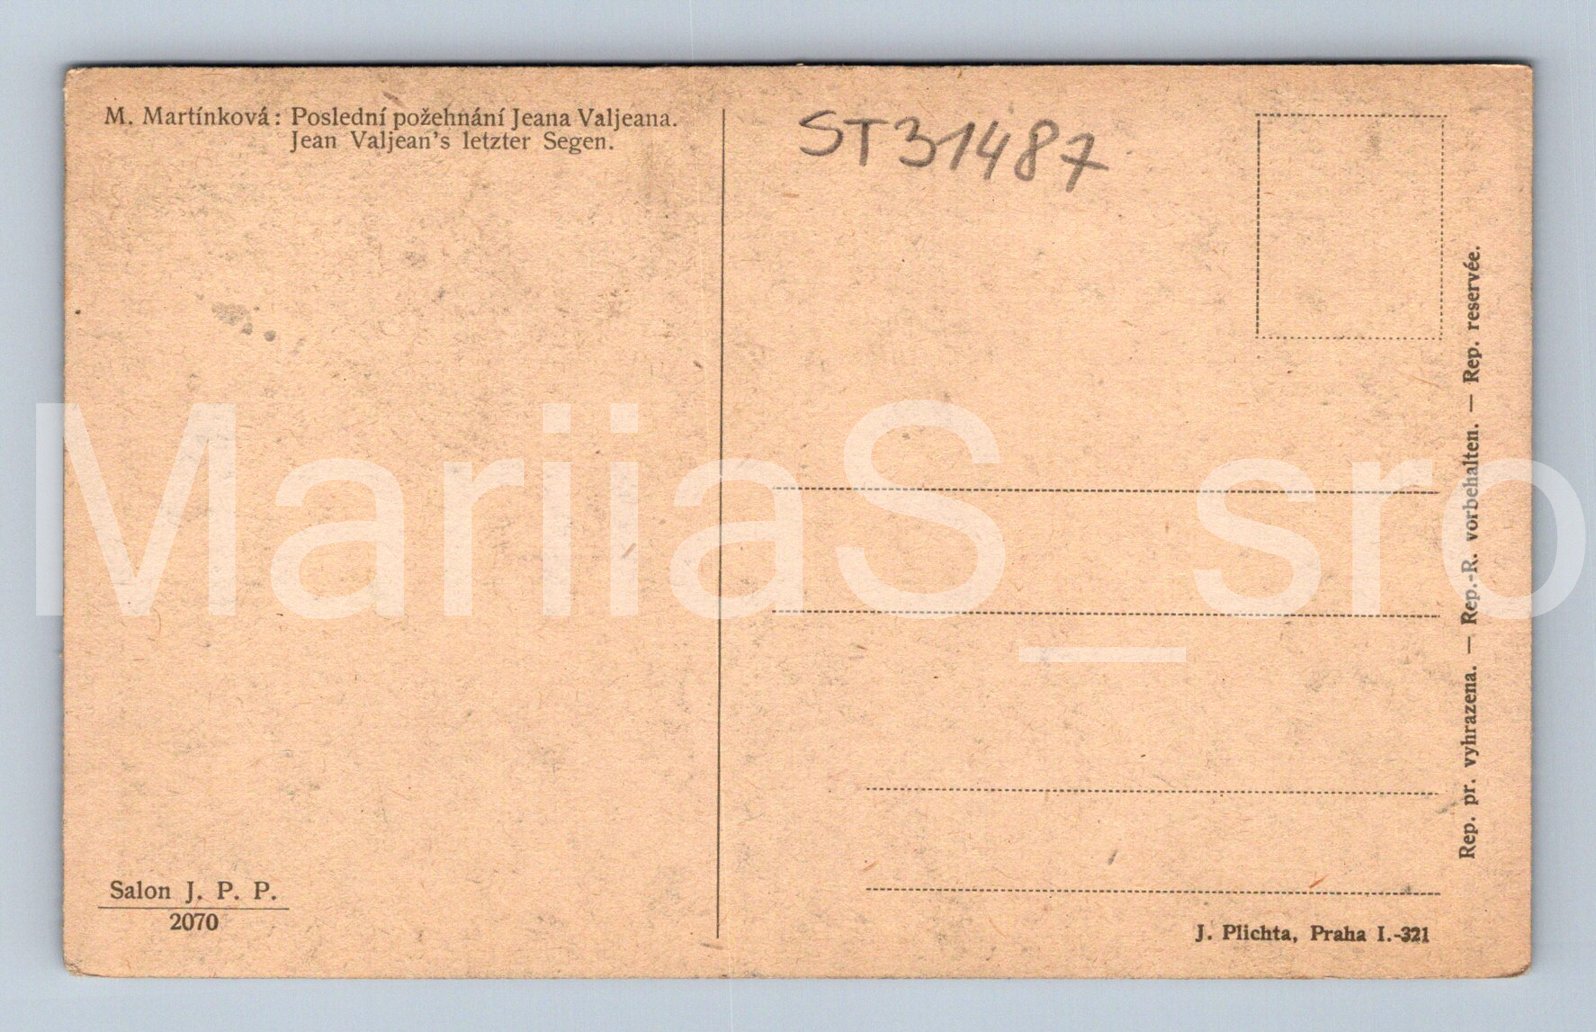 M. Martínková: Poslední požehnání Jeana Valjeana.
Jean Valjean's letzter Segen.
ST31487
Rep. pr. vyhrazena. — Rep.-R. vorbehalten. — Rep. reservée.
MariiaS_sro
Salon J. P. P.
2070
J. Plichta, Praha I.-321